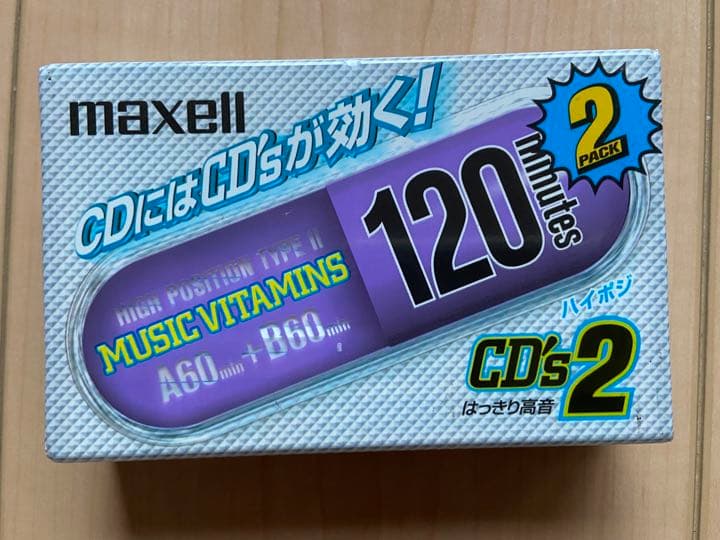 maxell
CDにはCD'sが効く!
2
PACK
120
minutes
HIGH POSITION TYPE II
MUSIC VITAMINS
A60min+B60min
ハイポジ
CD's2
はっきり高音